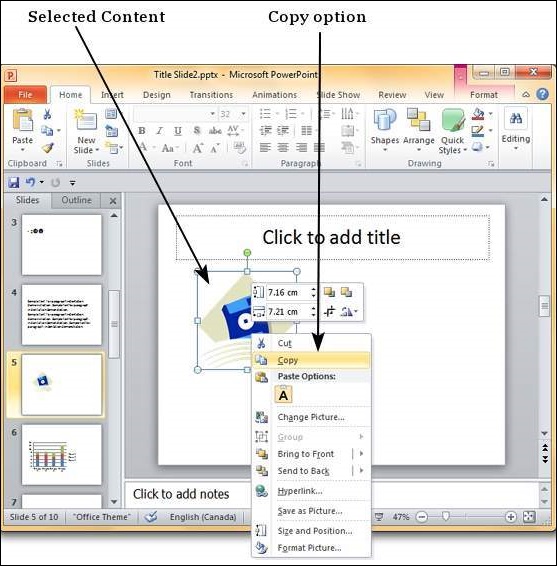 Selected Content
Copy option
P
Title Slide2.pptx - Microsoft PowerPoint
File Home Insert Design Transitions Animations Slide Show Review View Format
Paste
New
Slide
32
B I U S abc AV
Aa A A
Shapes Arrange Quick
Styles
Editing
Clipboard Slides Font Paragraph Drawing
Slides Outline
3
4
5
6
Click to add title
7.16 cm
7.21 cm
Cut
Copy
Paste Options:
A
Change Picture...
Group
Bring to Front
Send to Back
Hyperlink...
Save as Picture...
Size and Position...
Format Picture...
Click to add notes
Slide 5 of 10 "Office Theme" English (Canada) 47%